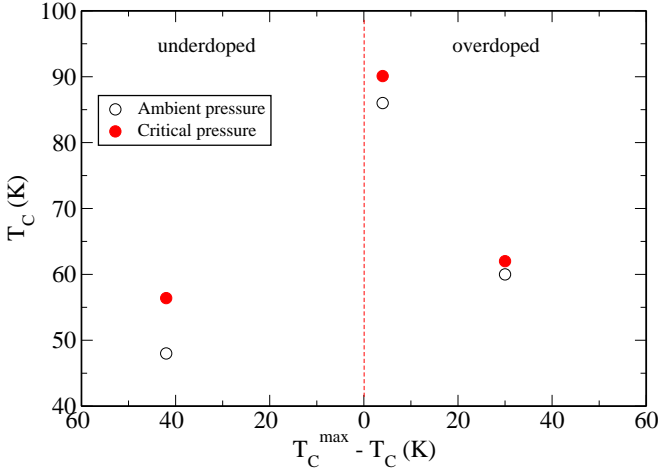 100
90
80
70
60
50
40
T_C (K)
underdoped
overdoped
Ambient pressure
Critical pressure
60 40 20 0 20 40 60
T_C^max - T_C (K)